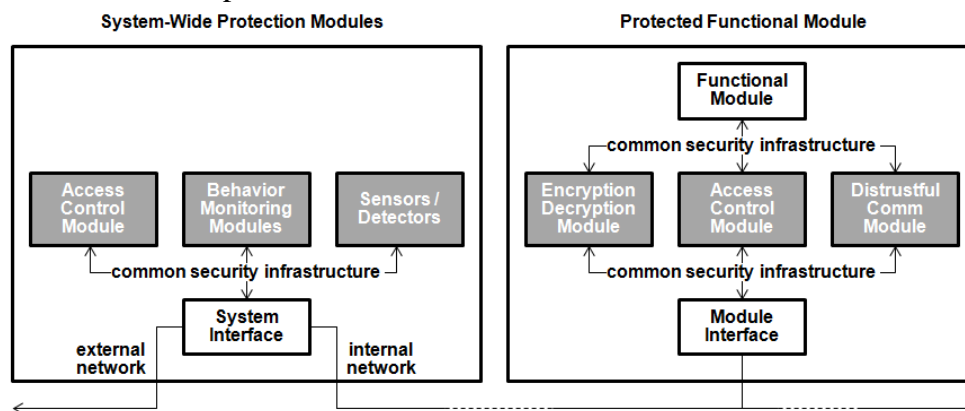 System-Wide Protection Modules
Access
Control
Module
Behavior
Monitoring
Modules
Sensors /
Detectors
common security infrastructure
System
Interface
external
network
internal
network
Protected Functional Module
Functional
Module
common security infrastructure
Encryption
Decryption
Module
Access
Control
Module
Distrustful
Comm
Module
common security infrastructure
Module
Interface